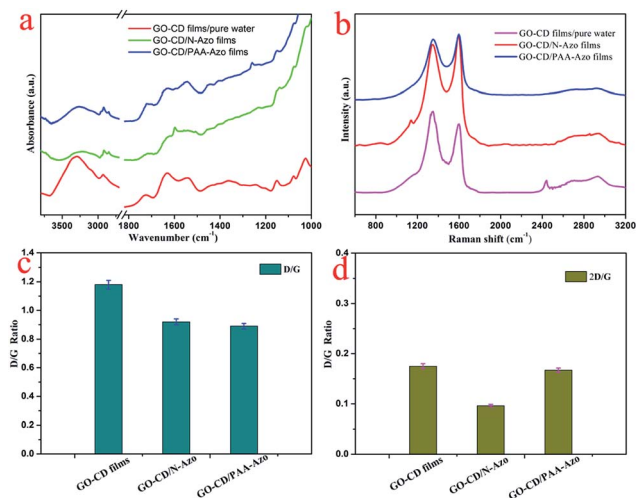 a
GO-CD films/pure water
GO-CD/N-Azo films
GO-CD/PAA-Azo films
Absorbance (a.u.)
3500 3000 1800 1600 1400 1200 1000
Wavenumber (cm-1)
b
GO-CD films/pure water
GO-CD/N-Azo films
GO-CD/PAA-Azo films
Intensity (a.u.)
800 1200 1600 2000 2400 2800 3200
Raman shift (cm-1)
c
D/G
D/G Ratio
1.4
1.2
1.0
0.8
0.6
0.4
0.2
0.0
GO-CD films
GO-CD/N-Azo
GO-CD/PAA-Azo
d
2D/G
D/G Ratio
0.4
0.3
0.2
0.1
0.0
GO-CD films
GO-CD/N-Azo
GO-CD/PAA-Azo